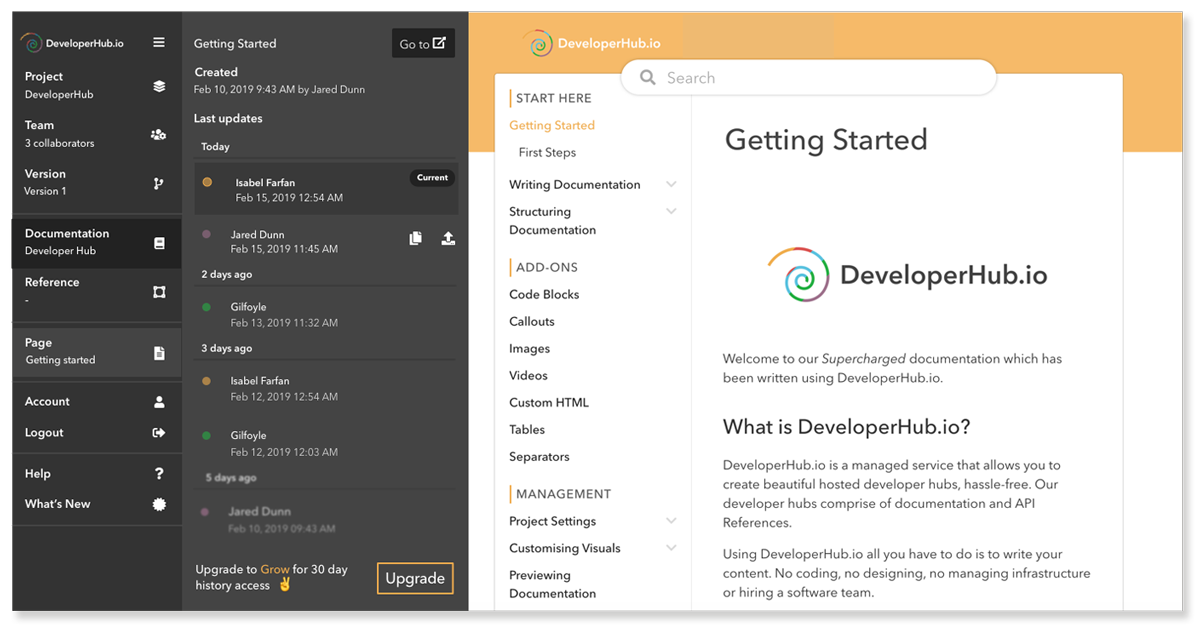 DeveloperHub.io
Project
DeveloperHub
Team
3 collaborators
Version
Version 1
Documentation
Developer Hub
Reference
-
Page
Getting started
Account
Logout
Help
?
What's New
Getting Started
Go to
Created
Feb 10, 2019 9:43 AM by Jared Dunn
Last updates
Today
Isabel Farfan
Current
Feb 15, 2019 12:54 AM
Jared Dunn
Feb 15, 2019 11:45 AM
2 days ago
Gilfoyle
Feb 13, 2019 11:32 AM
3 days ago
Isabel Farfan
Feb 12, 2019 12:54 AM
Gilfoyle
Feb 12, 2019 12:03 AM
5 days ago
Jared Dunn
Feb 10, 2019 09:43 AM
Upgrade to Grow for 30 day
history access ✌️
Upgrade
DeveloperHub.io
Search
START HERE
Getting Started
First Steps
Writing Documentation
Structuring
Documentation
ADD-ONS
Code Blocks
Callouts
Images
Videos
Custom HTML
Tables
Separators
MANAGEMENT
Project Settings
Customising Visuals
Previewing
Documentation
Getting Started
DeveloperHub.io
Welcome to our Supercharged documentation which has
been written using DeveloperHub.io.
What is DeveloperHub.io?
DeveloperHub.io is a managed service that allows you to
create beautiful hosted developer hubs, hassle-free. Our
developer hubs comprise of documentation and API
References.
Using DeveloperHub.io all you have to do is to write your
content. No coding, no designing, no managing infrastructure
or hiring a software team.